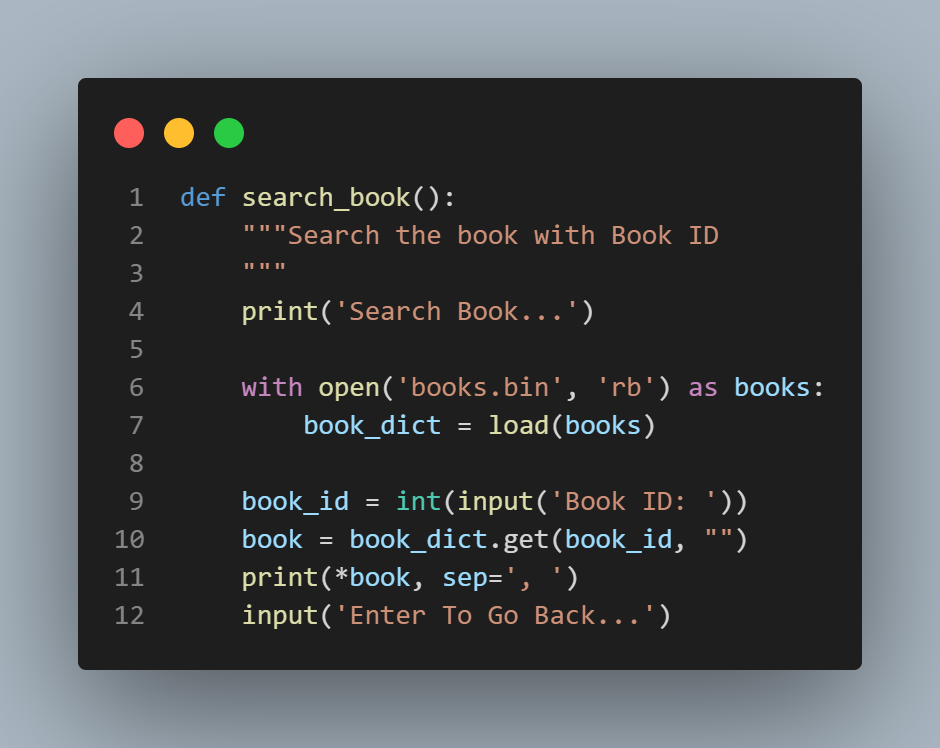 1 def search_book():
2     """Search the book with Book ID
3     """
4     print('Search Book...')
5
6     with open('books.bin', 'rb') as books:
7         book_dict = load(books)
8
9     book_id = int(input('Book ID: '))
10     book = book_dict.get(book_id, "")
11     print(*book, sep=', ')
12     input('Enter To Go Back...')